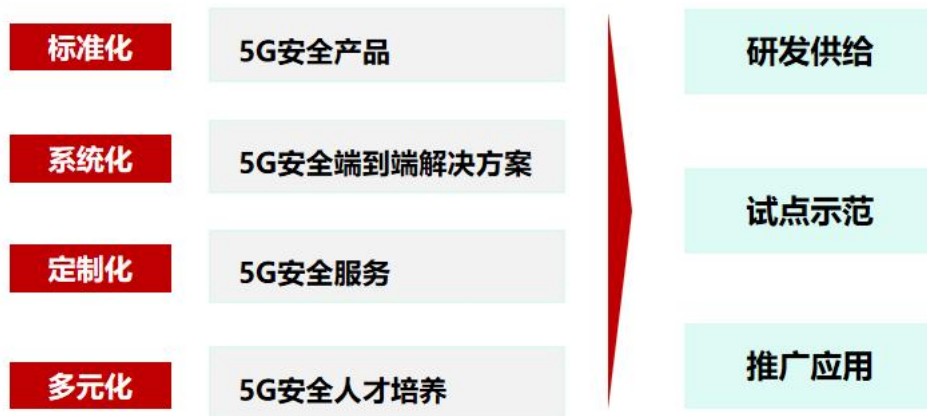 标准化
5G安全产品
研发供给
系统化
5G安全端到端解决方案
试点示范
定制化
5G安全服务
多元化
5G安全人才培养
推广应用